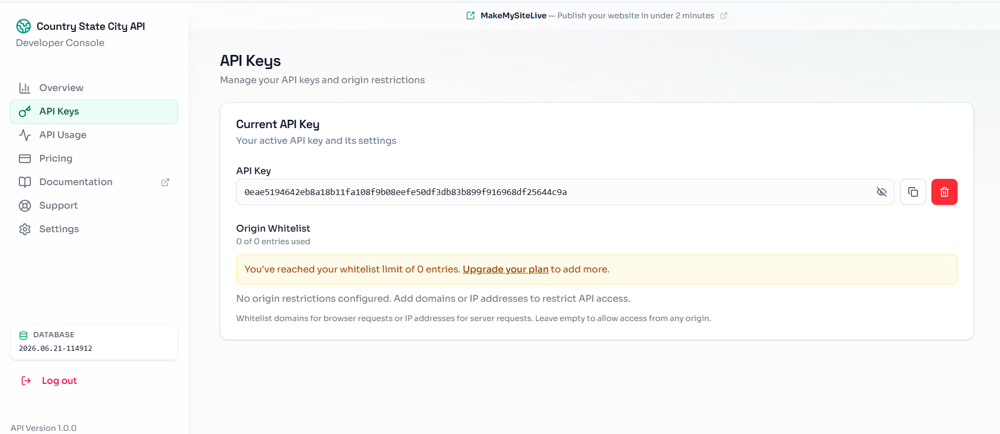 MakeMySiteLive — Publish your website in under 2 minutes
Country State City API
Developer Console
Overview
API Keys
API Usage
Pricing
Documentation
Support
Settings
DATABASE
2026.06.21-114912
Log out
API Version 1.0.0
API Keys
Manage your API keys and origin restrictions
Current API Key
Your active API key and its settings
API Key
0eae5194642eb8a18b11fa108f9b08eefe50df3db83b899f916968df25644c9a
Origin Whitelist
0 of 0 entries used
You've reached your whitelist limit of 0 entries. Upgrade your plan to add more.
No origin restrictions configured. Add domains or IP addresses to restrict API access.
Whitelist domains for browser requests or IP addresses for server requests. Leave empty to allow access from any origin.